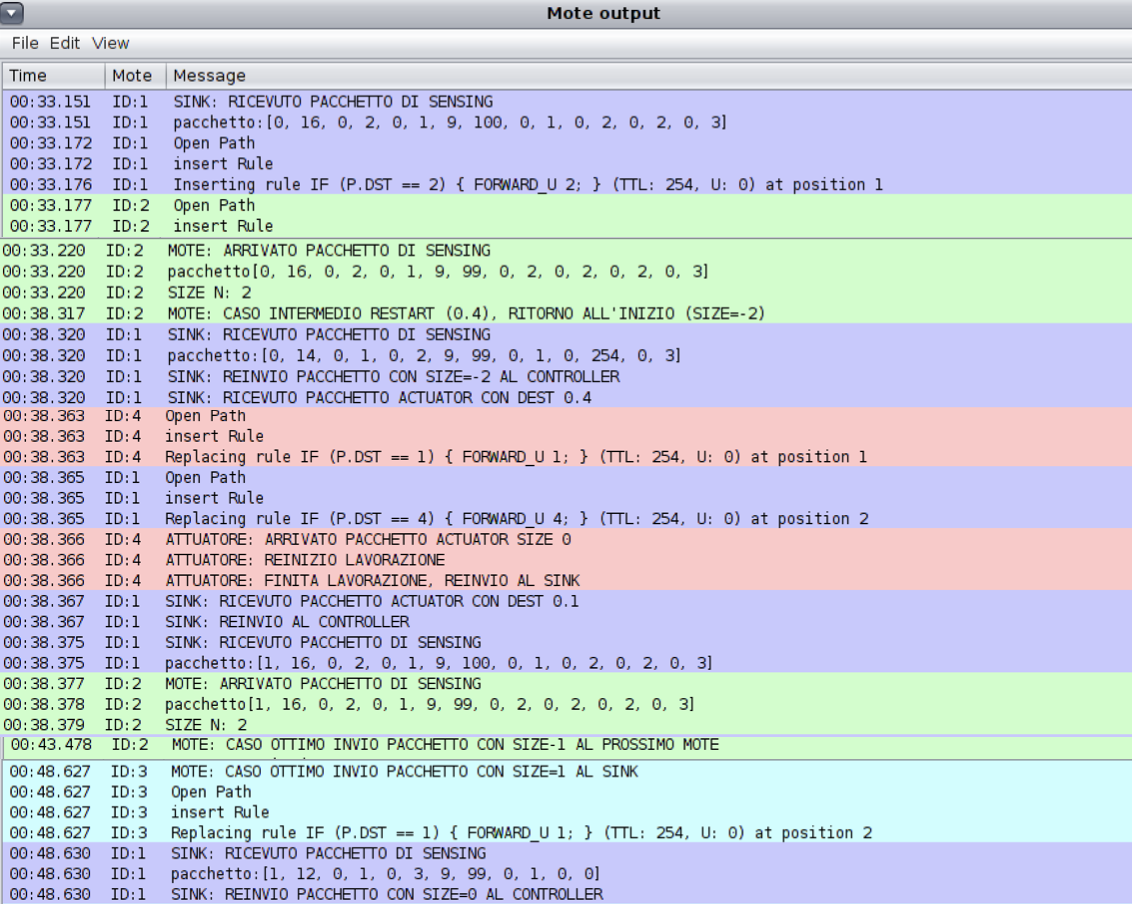 Mote output
File Edit View
Time Mote Message
00:33.151 ID:1 SINK: RICEVUTO PACCHETTO DI SENSING
00:33.151 ID:1 pacchetto:[0, 16, 0, 2, 0, 1, 9, 100, 0, 1, 0, 2, 0, 2, 0, 3]
00:33.172 ID:1 Open Path
00:33.172 ID:1 insert Rule
00:33.176 ID:1 Inserting rule IF (P.DST == 2) { FORWARD_U 2; } (TTL: 254, U: 0) at position 1
00:33.177 ID:2 Open Path
00:33.177 ID:2 insert Rule
00:33.220 ID:2 MOTE: ARRIVATO PACCHETTO DI SENSING
00:33.220 ID:2 pacchetto[0, 16, 0, 2, 0, 1, 9, 99, 0, 2, 0, 2, 0, 2, 0, 3]
00:33.220 ID:2 SIZE N: 2
00:38.317 ID:2 MOTE: CASO INTERMEDIO RESTART (0.4), RITORNO ALL'INIZIO (SIZE=-2)
00:38.320 ID:1 SINK: RICEVUTO PACCHETTO DI SENSING
00:38.320 ID:1 pacchetto:[0, 14, 0, 1, 0, 2, 9, 99, 0, 1, 0, 254, 0, 3]
00:38.320 ID:1 SINK: REINVIO PACCHETTO CON SIZE=-2 AL CONTROLLER
00:38.320 ID:1 SINK: RICEVUTO PACCHETTO ACTUATOR CON DEST 0.4
00:38.363 ID:4 Open Path
00:38.363 ID:4 insert Rule
00:38.363 ID:4 Replacing rule IF (P.DST == 1) { FORWARD_U 1; } (TTL: 254, U: 0) at position 1
00:38.365 ID:1 Open Path
00:38.365 ID:1 insert Rule
00:38.365 ID:1 Replacing rule IF (P.DST == 4) { FORWARD_U 4; } (TTL: 254, U: 0) at position 2
00:38.366 ID:4 ATTUATORE: ARRIVATO PACCHETTO ACTUATOR SIZE 0
00:38.366 ID:4 ATTUATORE: REINIZIO LAVORAZIONE
00:38.366 ID:4 ATTUATORE: FINITA LAVORAZIONE, REINVIO AL SINK
00:38.367 ID:1 SINK: RICEVUTO PACCHETTO ACTUATOR CON DEST 0.1
00:38.367 ID:1 SINK: REINVIO AL CONTROLLER
00:38.375 ID:1 SINK: RICEVUTO PACCHETTO DI SENSING
00:38.375 ID:1 pacchetto:[1, 16, 0, 2, 0, 1, 9, 100, 0, 1, 0, 2, 0, 2, 0, 3]
00:38.377 ID:2 MOTE: ARRIVATO PACCHETTO DI SENSING
00:38.378 ID:2 pacchetto[1, 16, 0, 2, 0, 1, 9, 99, 0, 2, 0, 2, 0, 2, 0, 3]
00:38.379 ID:2 SIZE N: 2
00:43.478 ID:2 MOTE: CASO OTTIMO INVIO PACCHETTO CON SIZE-1 AL PROSSIMO MOTE
00:48.627 ID:3 MOTE: CASO OTTIMO INVIO PACCHETTO CON SIZE=1 AL SINK
00:48.627 ID:3 Open Path
00:48.627 ID:3 insert Rule
00:48.627 ID:3 Replacing rule IF (P.DST == 1) { FORWARD_U 1; } (TTL: 254, U: 0) at position 2
00:48.630 ID:1 SINK: RICEVUTO PACCHETTO DI SENSING
00:48.630 ID:1 pacchetto:[1, 12, 0, 1, 0, 3, 9, 99, 0, 1, 0, 0]
00:48.630 ID:1 SINK: REINVIO PACCHETTO CON SIZE=0 AL CONTROLLER